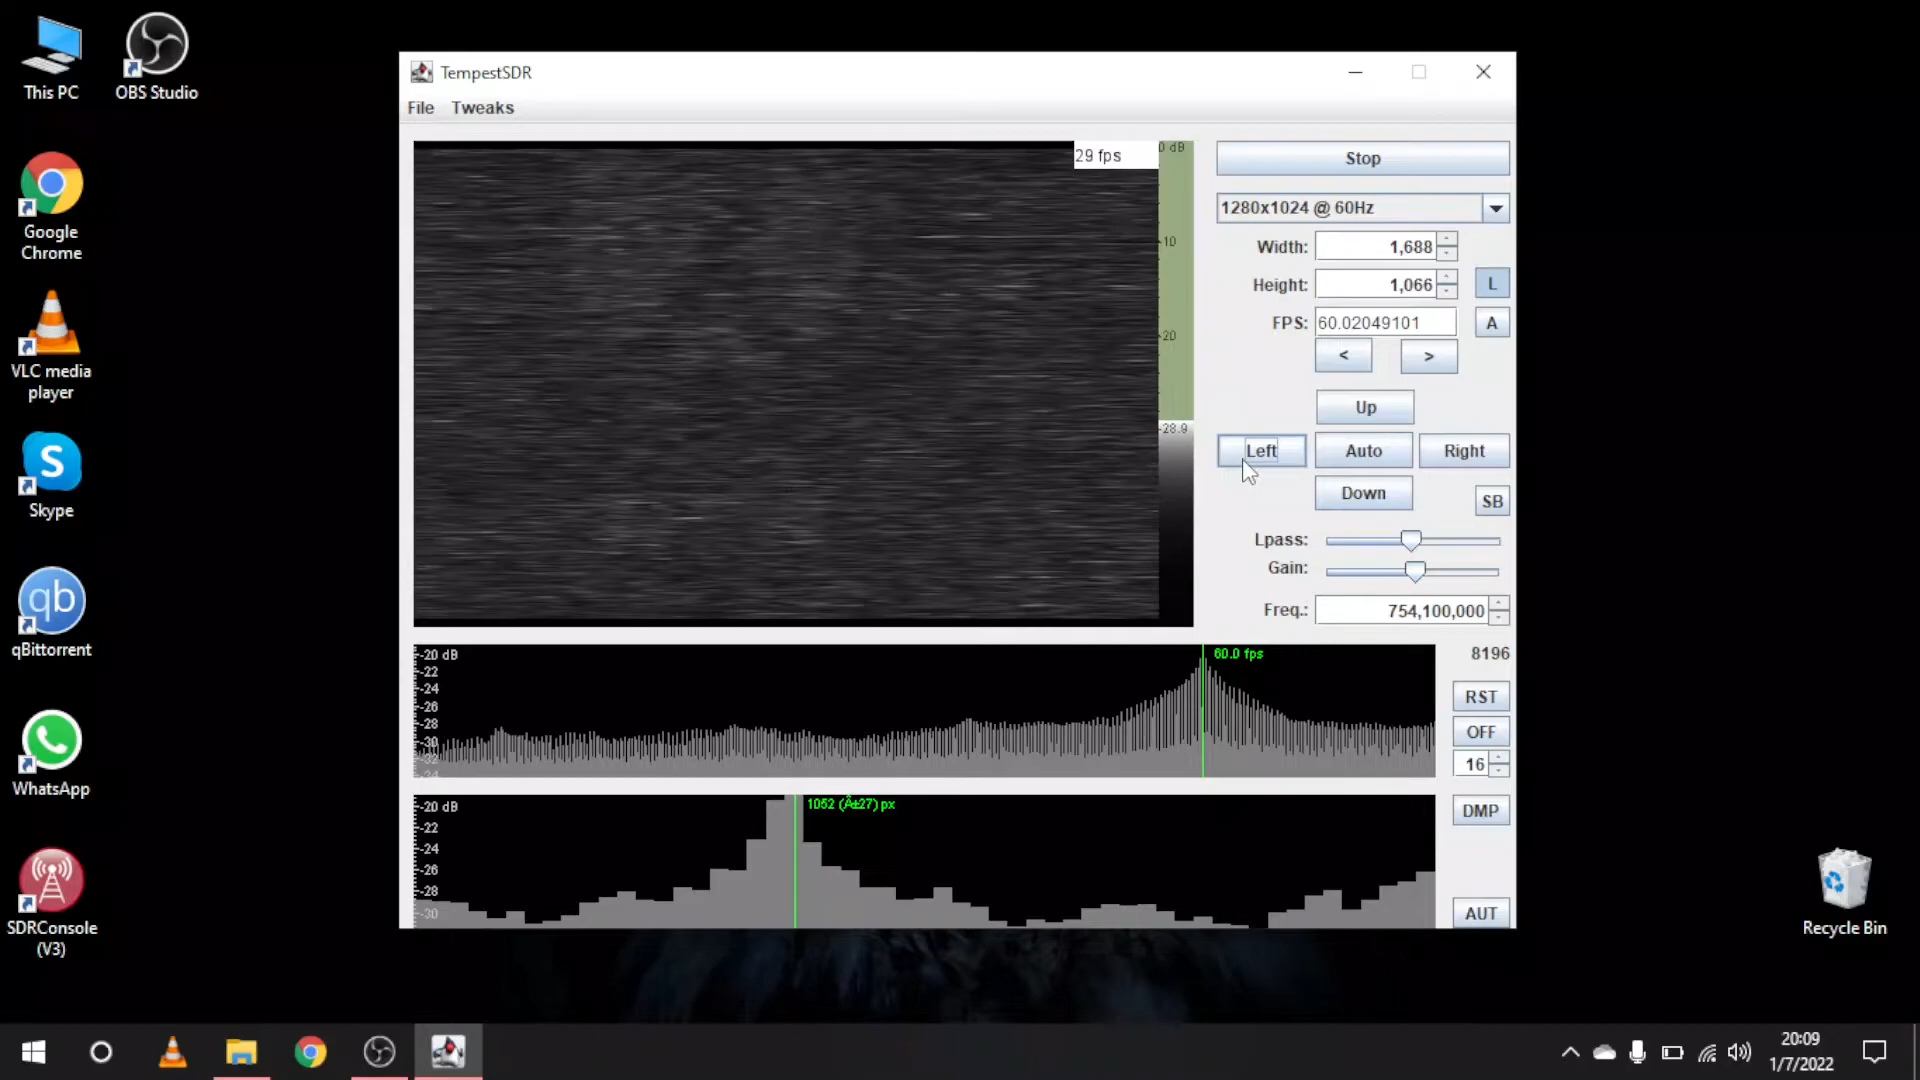 This PC
OBS Studio
Google
Chrome
VLC media
player
Skype
qb
qBittorrent
WhatsApp
SDRConsole
(V3)
TempestSDR
File Tweaks
29 fps
0 dB
10
20
-28.9
Stop
1280x1024 @ 60Hz
Width: 1,688
Height: 1,066 L
FPS: 60.02049101 A
< >
Up
Left Auto Right
Down
SB
Lpass:
Gain:
Freq.: 754,100,000
-20 dB
-22
-24
-26
-28
-30
-32
60.0 fps
8196
RST
OFF
16
-20 dB
-22
-24
-26
-28
-30
1052 (Â±27) px
DMP
AUT
Recycle Bin
20:09
1/7/2022